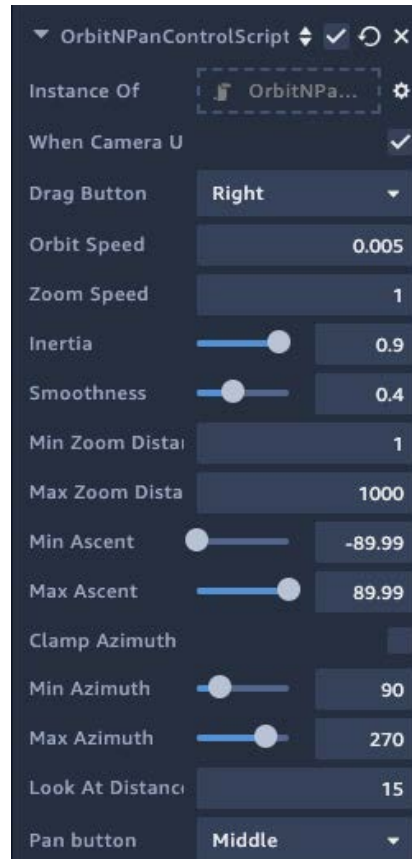 OrbitNPanControlScript
Instance Of OrbitNPa...
When Camera U
Drag Button Right
Orbit Speed 0.005
Zoom Speed 1
Inertia 0.9
Smoothness 0.4
Min Zoom Distai 1
Max Zoom Dista 1000
Min Ascent -89.99
Max Ascent 89.99
Clamp Azimuth
Min Azimuth 90
Max Azimuth 270
Look At Distanc 15
Pan button Middle